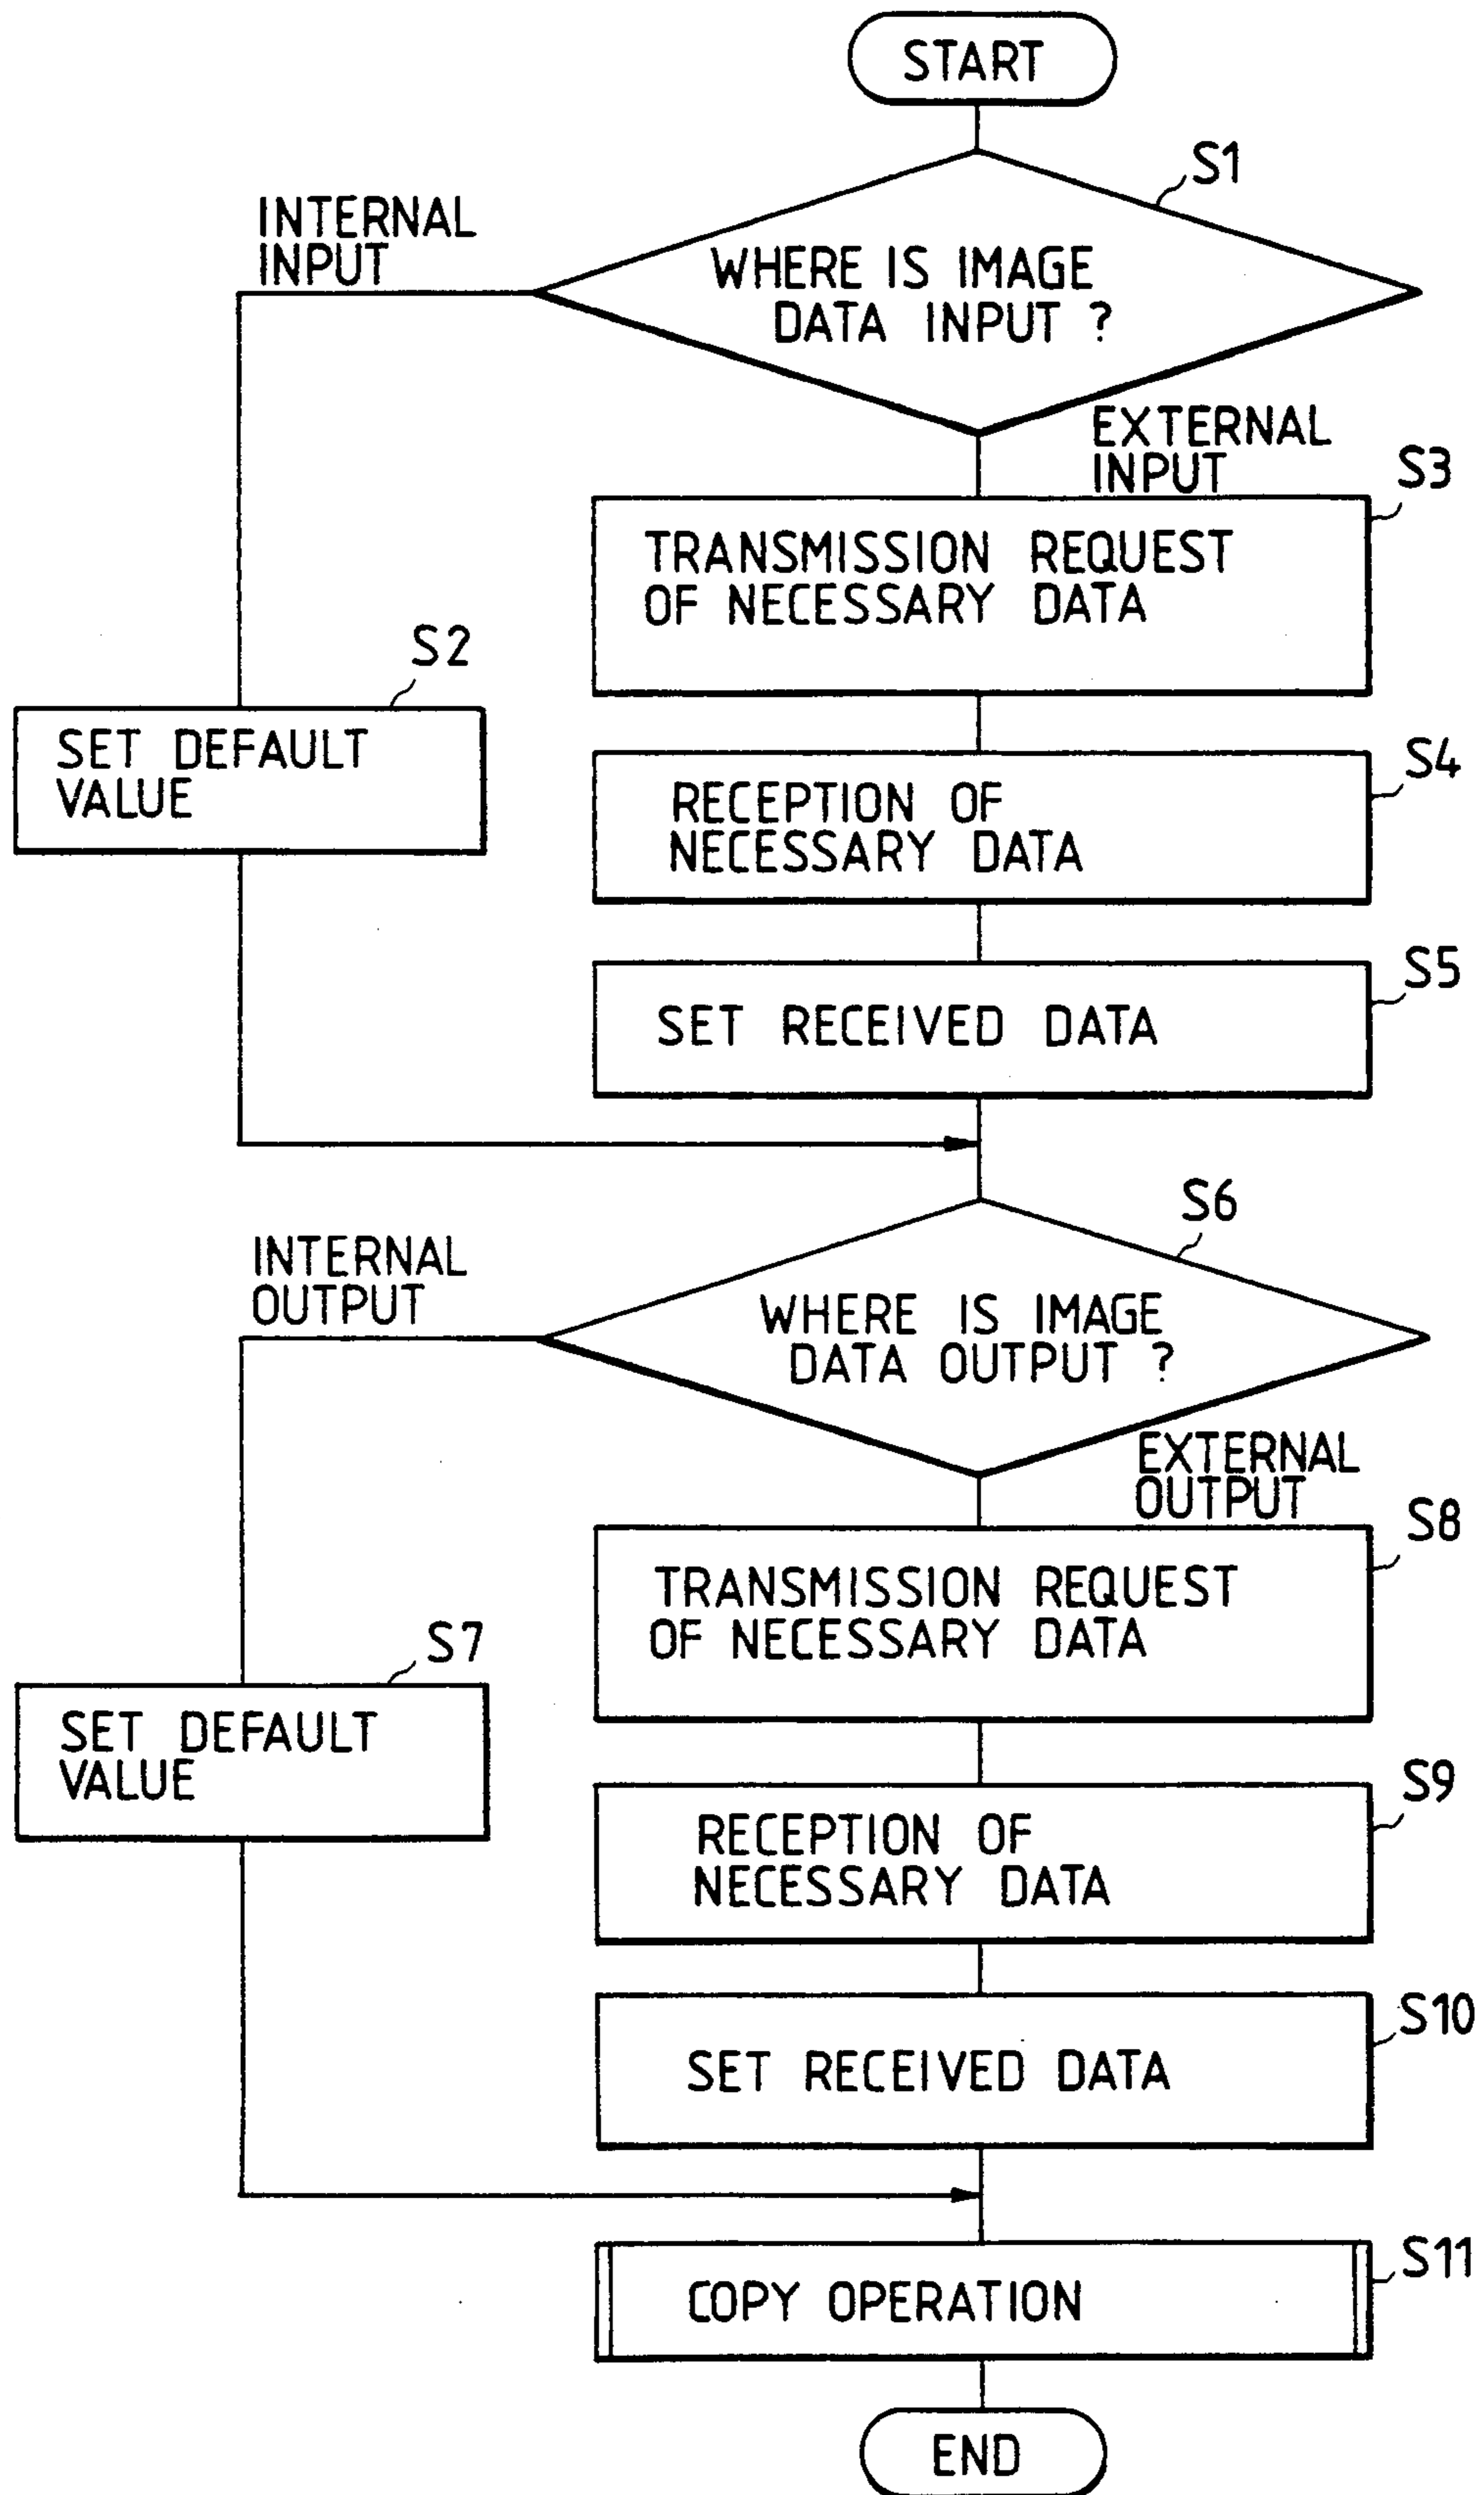 START
S1
INTERNAL
INPUT
WHERE IS IMAGE
DATA INPUT ?
EXTERNAL
INPUT
S3
TRANSMISSION REQUEST
OF NECESSARY DATA
S2
SET DEFAULT
VALUE
S4
RECEPTION OF
NECESSARY DATA
S5
SET RECEIVED DATA
S6
INTERNAL
OUTPUT
WHERE IS IMAGE
DATA OUTPUT ?
EXTERNAL
OUTPUT
S8
TRANSMISSION REQUEST
OF NECESSARY DATA
S7
SET DEFAULT
VALUE
S9
RECEPTION OF
NECESSARY DATA
S10
SET RECEIVED DATA
S11
COPY OPERATION
END